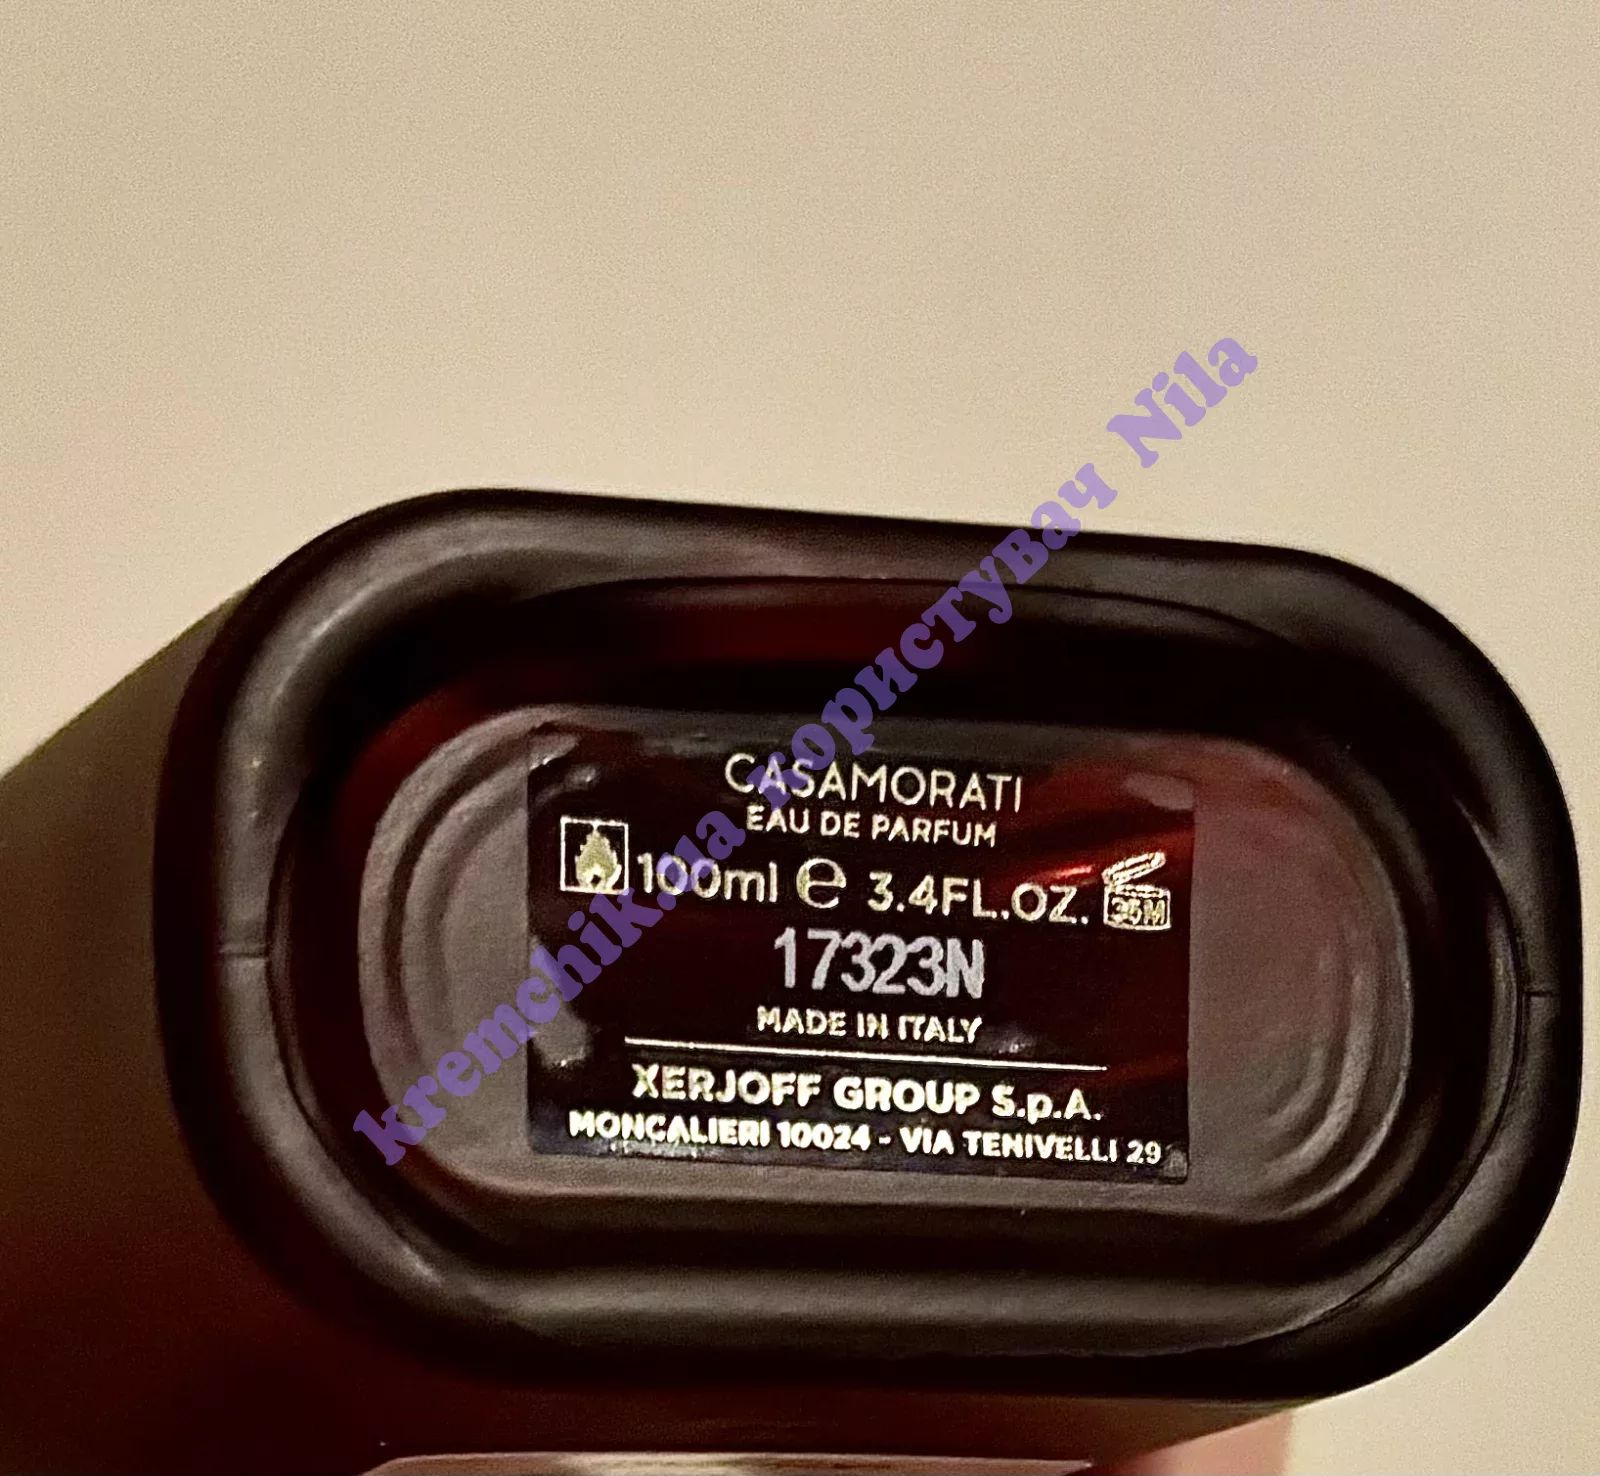 CASAMORATI
EAU DE PARFUM
100ml ℮ 3.4FL.OZ. 36M
17323N
MADE IN ITALY
XERJOFF GROUP S.p.A.
MONCALIERI 10024 - VIA TENIVELLI 29
kremchik.ua користувач Nila